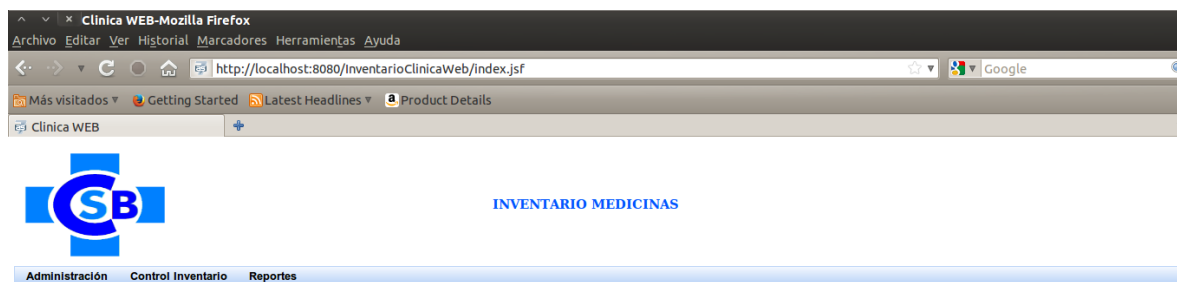 Clinica WEB-Mozilla Firefox
Archivo Editar Ver Historial Marcadores Herramientas Ayuda
http://localhost:8080/InventarioClinicaWeb/index.jsf Google
Más visitados Getting Started Latest Headlines Product Details
Clinica WEB
CSB
INVENTARIO MEDICINAS
Administración Control Inventario Reportes